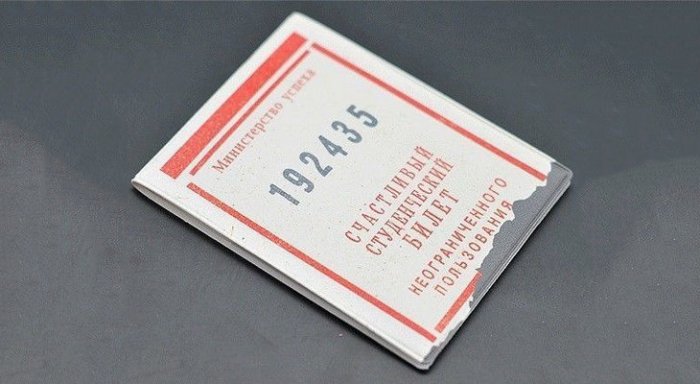 Министерство успеха
192435
СЧАСТЛИВЫЙ
СТУДЕНЧЕСКИЙ
БИЛЕТ
НЕОГРАНИЧЕННОГО
ПОЛЬЗОВАНИЯ